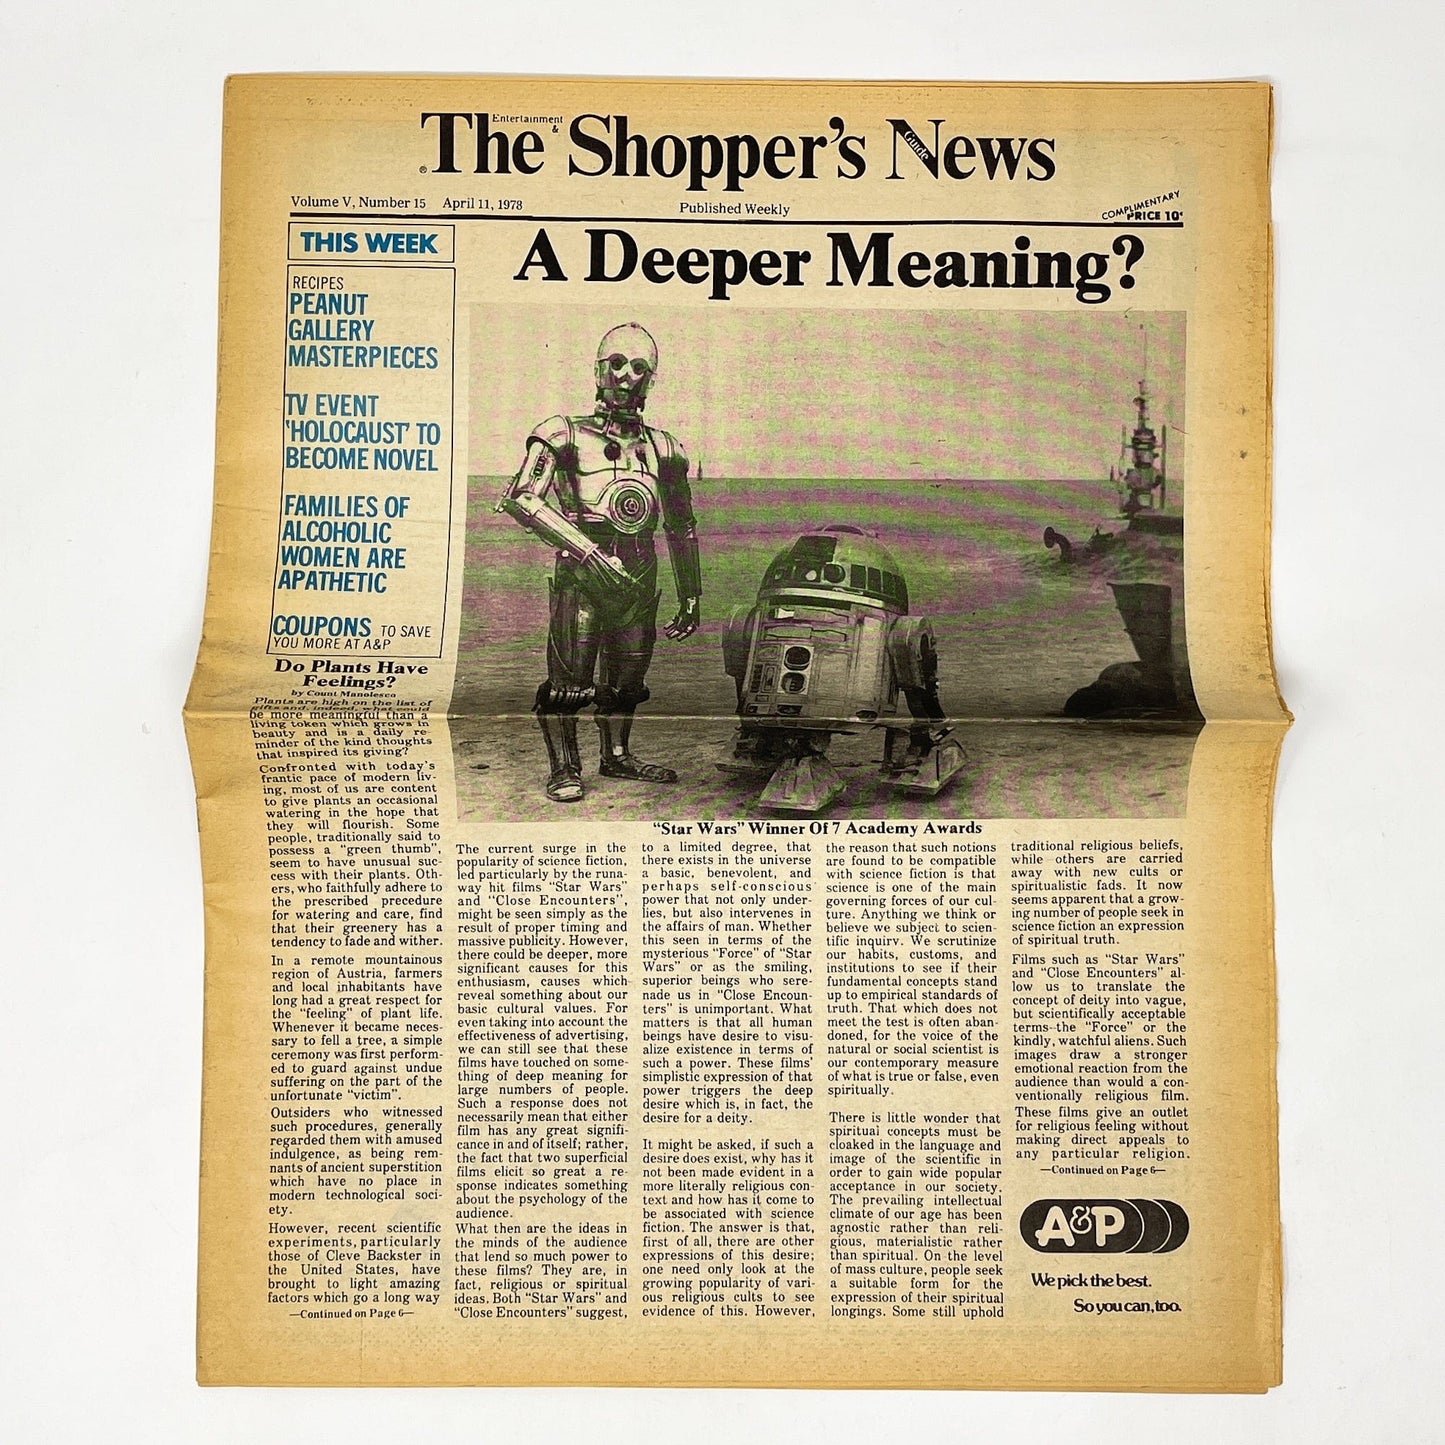 The Shopper's News
Entertainment
&
Guide
®
Volume V, Number 15 April 11, 1978
Published Weekly
COMPLIMENTARY
PRICE 10¢
THIS WEEK
RECIPES
PEANUT
GALLERY
MASTERPIECES
TV EVENT
'HOLOCAUST' TO
BECOME NOVEL
FAMILIES OF
ALCOHOLIC
WOMEN ARE
APATHETIC
COUPONS TO SAVE
YOU MORE AT A&P
Do Plants Have
Feelings?
by Count Manolesco
Plants are high on the list of
gifts and, indeed, what could
be more meaningful than a
living token which grows in
beauty and is a daily re-
minder of the kind thoughts
that inspired its giving?
Confronted with today's
frantic pace of modern liv-
ing, most of us are content
to give plants an occasional
watering in the hope that
they will flourish. Some
people, traditionally said to
possess a "green thumb",
seem to have unusual suc-
cess with their plants. Oth-
ers, who faithfully adhere to
the prescribed precedure
for watering and care, find
that their greenery has a
tendency to fade and wither.
In a remote mountainous
region of Austria, farmers
and local inhabitants have
long had a great respect for
the "feeling" of plant life.
Whenever it became neces-
sary to fell a tree, a simple
ceremony was first perform-
ed to guard against undue
suffering on the part of the
unfortunate "victim".
Outsiders who witnessed
such procedures, generally
regarded them with amused
indulgence, as being rem-
nants of ancient superstition
which have no place in
modern technological soci-
ety.
However, recent scientific
experiments, particularly
those of Cleve Backster in
the United States, have
brought to light amazing
factors which go a long way
—Continued on Page 6—
A Deeper Meaning?
"Star Wars" Winner Of 7 Academy Awards
The current surge in the
popularity of science fiction,
led particularly by the runa-
way hit films "Star Wars"
and "Close Encounters",
might be seen simply as the
result of proper timing and
massive publicity. However,
there could be deeper, more
significant causes for this
enthusiasm, causes which
reveal something about our
basic cultural values. For
even taking into account the
effectiveness of advertising,
we can still see that these
films have touched on some-
thing of deep meaning for
large numbers of people.
Such a response does not
necessarily mean that either
film has any great signifi-
cance in and of itself; rather,
the fact that two superficial
films elicit so great a re-
sponse indicates something
about the psychology of the
audience.
What then are the ideas in
the minds of the audience
that lend so much power to
these films? They are, in
fact, religious or spiritual
ideas. Both "Star Wars" and
"Close Encounters" suggest,
to a limited degree, that
there exists in the universe
a basic, benevolent, and
perhaps self-conscious
power that not only under-
lies, but also intervenes in
the affairs of man. Whether
this seen in terms of the
mysterious "Force" of "Star
Wars" or as the smiling,
superior beings who sere-
nade us in "Close Encoun-
ters" is unimportant. What
matters is that all human
beings have desire to visu-
alize existence in terms of
such a power. These films'
simplistic expression of that
power triggers the deep
desire which is, in fact, the
desire for a deity.
It might be asked, if such a
desire does exist, why has it
not been made evident in a
more literally religious con-
text and how has it come to
be associated with science
fiction. The answer is that,
first of all, there are other
expressions of this desire;
one need only look at the
growing popularity of vari-
ous religious cults to see
evidence of this. However,
the reason that such notions
are found to be compatible
with science fiction is that
science is one of the main
governing forces of our cul-
ture. Anything we think or
believe we subject to scien-
tific inquiry. We scrutinize
our habits, customs, and
institutions to see if their
fundamental concepts stand
up to empirical standards of
truth. That which does not
meet the test is often aban-
doned, for the voice of the
natural or social scientist is
our contemporary measure
of what is true or false, even
spiritually.
There is little wonder that
spiritual concepts must be
cloaked in the language and
image of the scientific in
order to gain wide popular
acceptance in our society.
The prevailing intellectual
climate of our age has been
agnostic rather than reli-
gious, materialistic rather
than spiritual. On the level
of mass culture, people seek
a suitable form for the
expression of their spiritual
longings. Some still uphold
traditional religious beliefs,
while others are carried
away with new cults or
spiritualistic fads. It now
seems apparent that a grow-
ing number of people seek in
science fiction an expression
of spiritual truth.
Films such as "Star Wars"
and "Close Encounters" al-
low us to translate the
concept of deity into vague,
but scientifically acceptable
terms--the "Force" or the
kindly, watchful aliens. Such
images draw a stronger
emotional reaction from the
audience than would a con-
ventionally religious film.
These films give an outlet
for religious feeling without
making direct appeals to
any particular religion.
—Continued on Page 6—
A&P
We pick the best.
So you can, too.